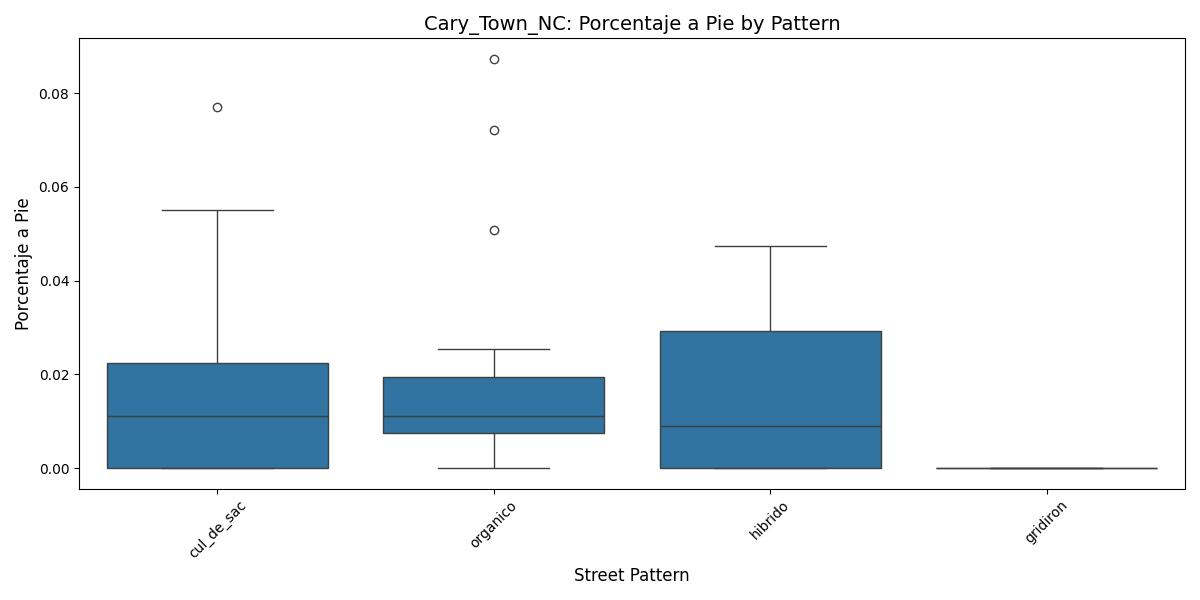 Cary_Town_NC: Porcentaje a Pie by Pattern
Porcentaje a Pie
0.08
0.06
0.04
0.02
0.00
cul_de_sac
organico
hibrido
gridiron
Street Pattern